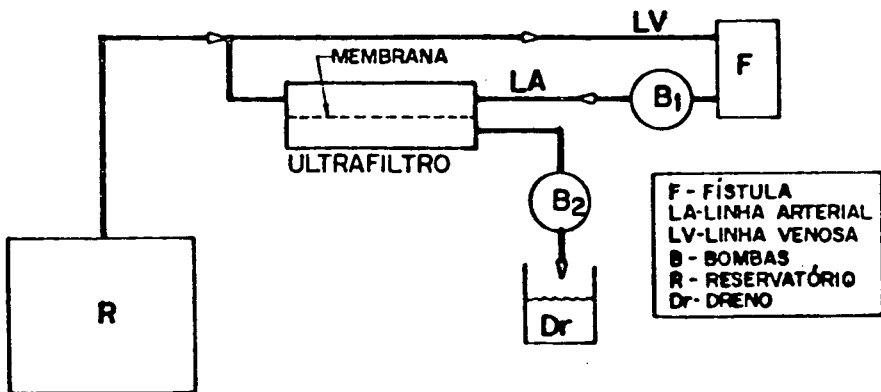 LV
MEMBRANA
F
LA
B1
ULTRAFILTRO
B2
F - FÍSTULA
LA-LINHA ARTERIAL
LV-LINHA VENOSA
B - BOMBAS
R - RESERVATÓRIO
Dr- DRENO
R
Dr